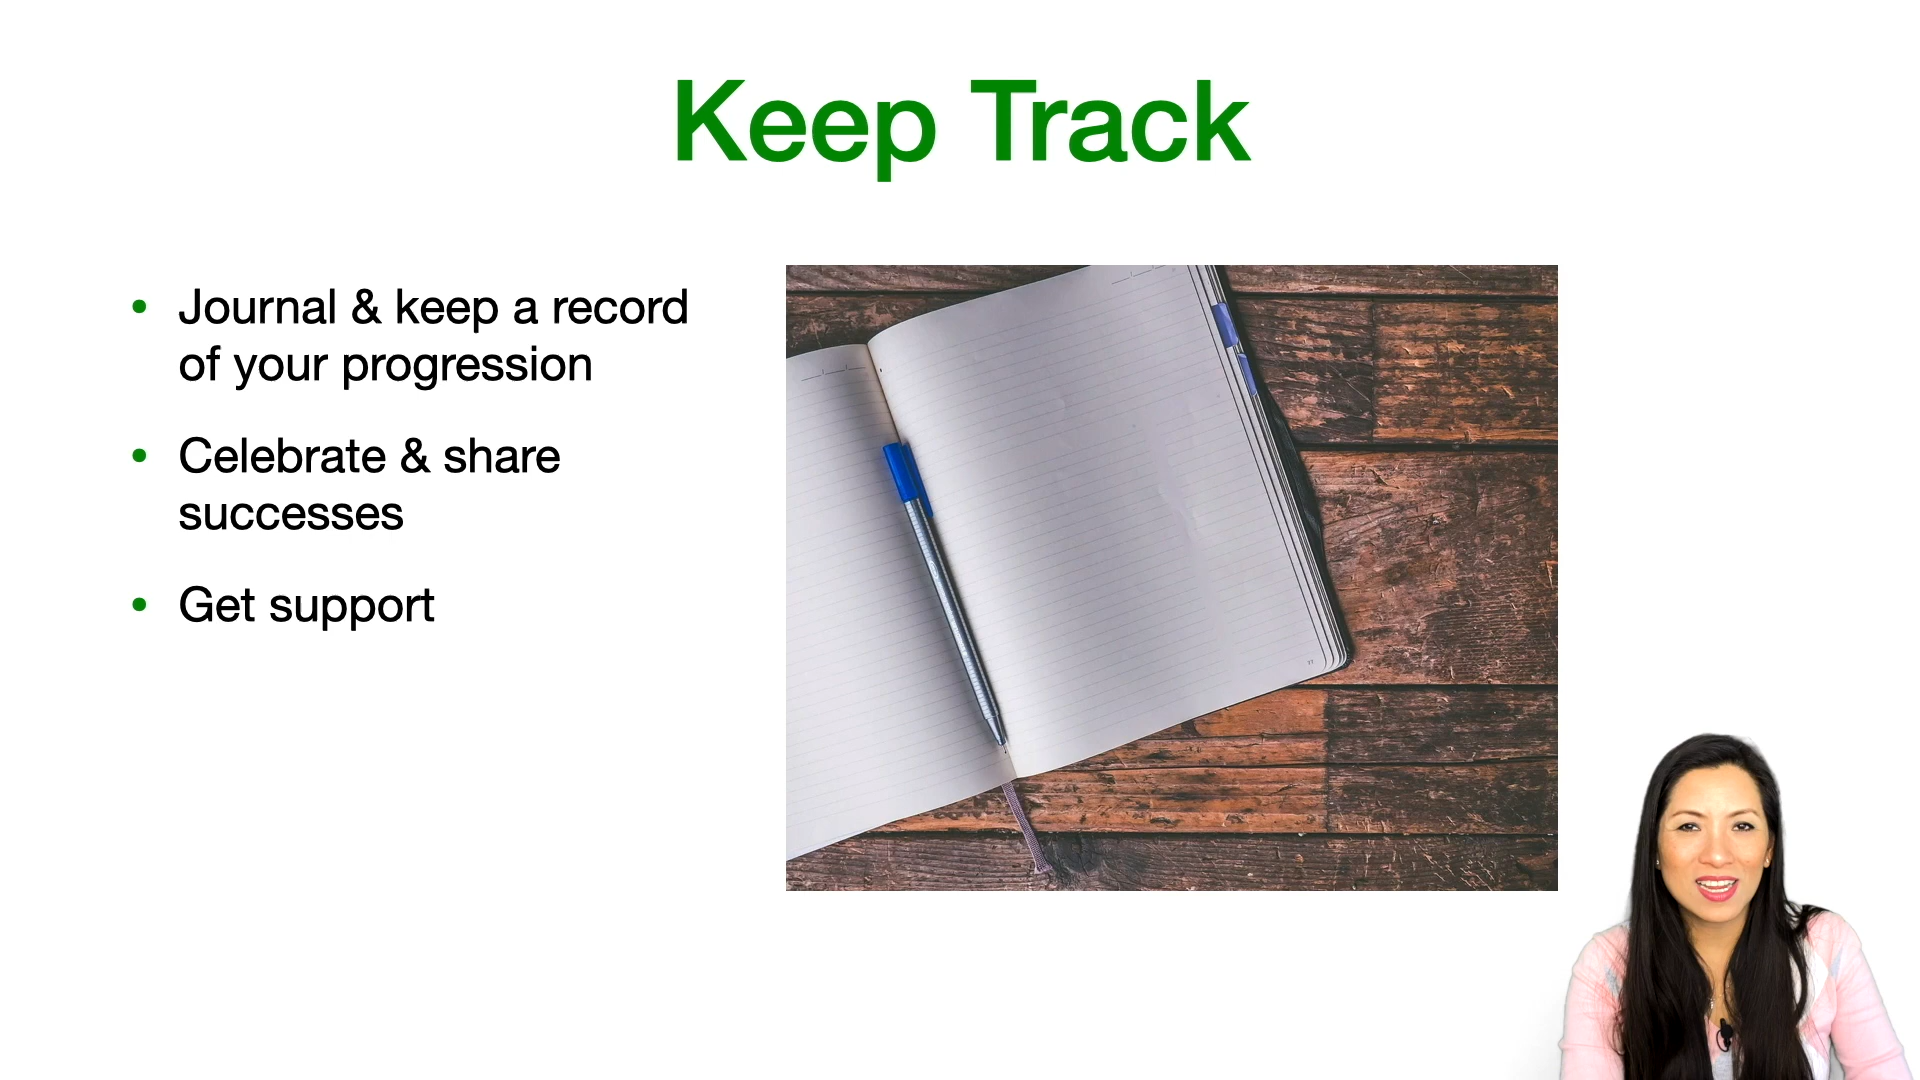 Keep Track
• Journal & keep a record
of your progression
• Celebrate & share
successes
• Get support